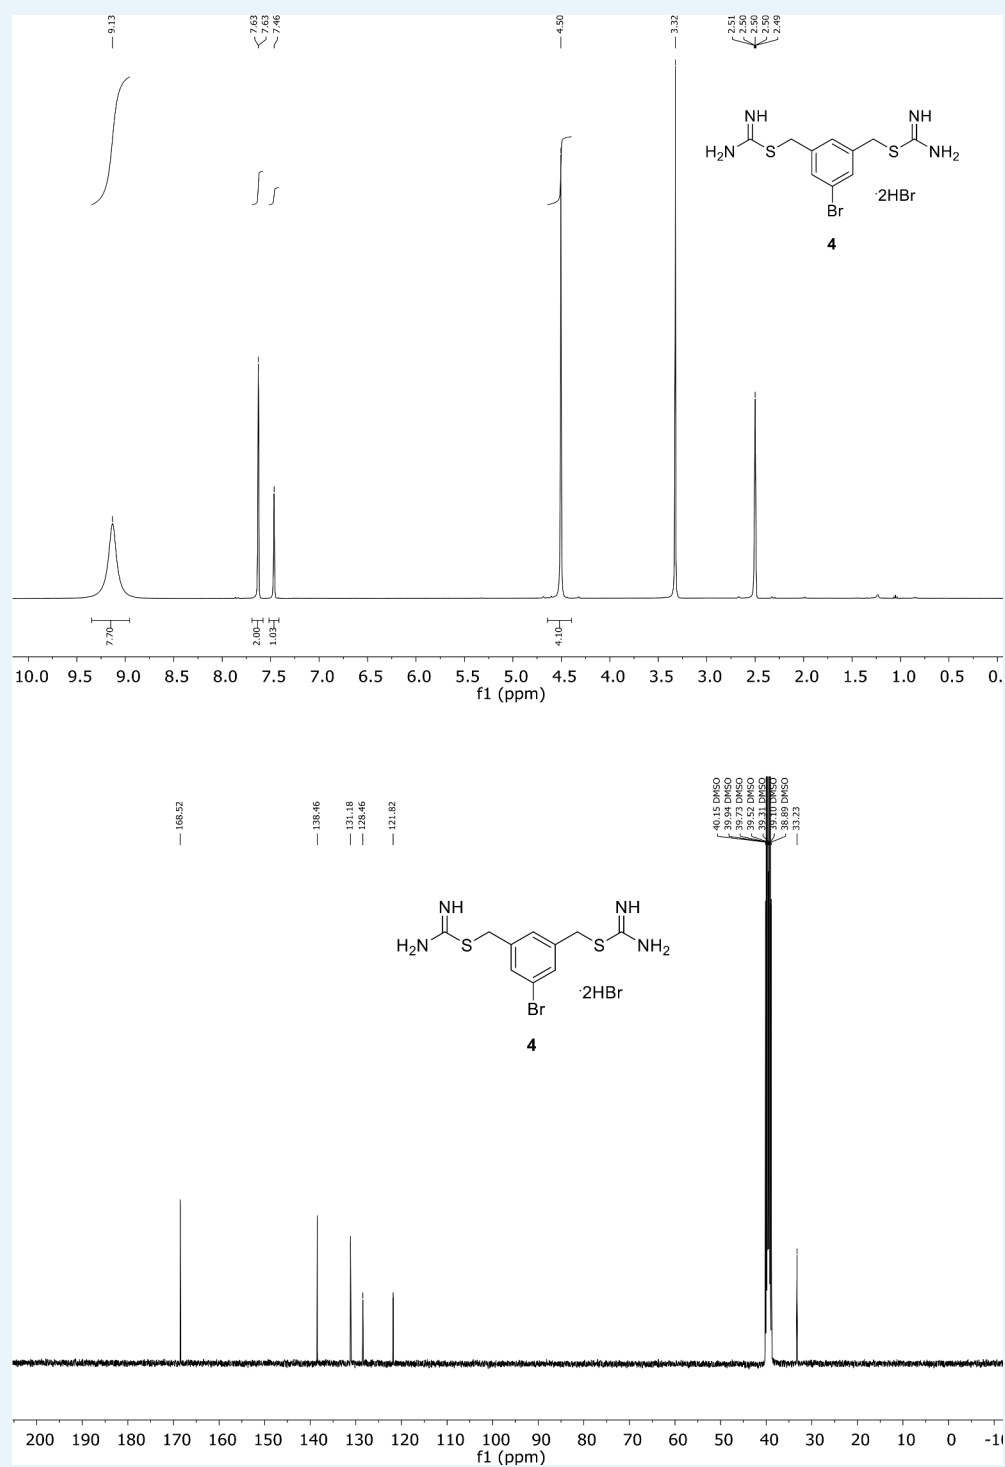 9.13
7.63
7.63
7.46
4.50
3.32
2.51
2.50
2.50
2.50
2.49
NH
H2N
S
Br
S
NH
NH2
·2HBr
4
7.70
2.00
1.03
4.10
10.0 9.5 9.0 8.5 8.0 7.5 7.0 6.5 6.0 5.5 5.0 4.5 4.0 3.5 3.0 2.5 2.0 1.5 1.0 0.5 0.
f1 (ppm)
168.52
138.46
131.18
128.46
121.82
40.15 DMSO
39.94 DMSO
39.73 DMSO
39.52 DMSO
39.31 DMSO
39.10 DMSO
38.89 DMSO
33.23
NH
H2N
S
Br
S
NH
NH2
·2HBr
4
200 190 180 170 160 150 140 130 120 110 100 90 80 70 60 50 40 30 20 10 0 -10
f1 (ppm)